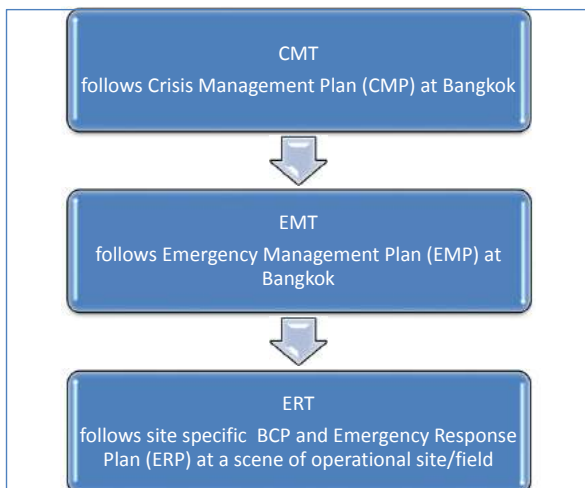 CMT
follows Crisis Management Plan (CMP) at Bangkok
EMT
follows Emergency Management Plan (EMP) at
Bangkok
ERT
follows site specific BCP and Emergency Response
Plan (ERP) at a scene of operational site/field